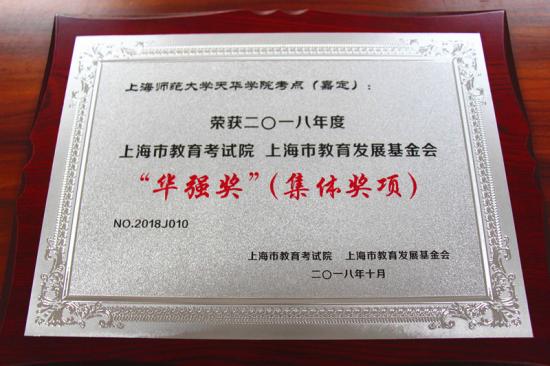 上海师范大学天华学院考点（嘉定）：
荣获二〇一八年度
上海市教育考试院 上海市教育发展基金会
“华强奖”（集体奖项）
NO.2018J010
上海市教育考试院 上海市教育发展基金会
二〇一八年十月